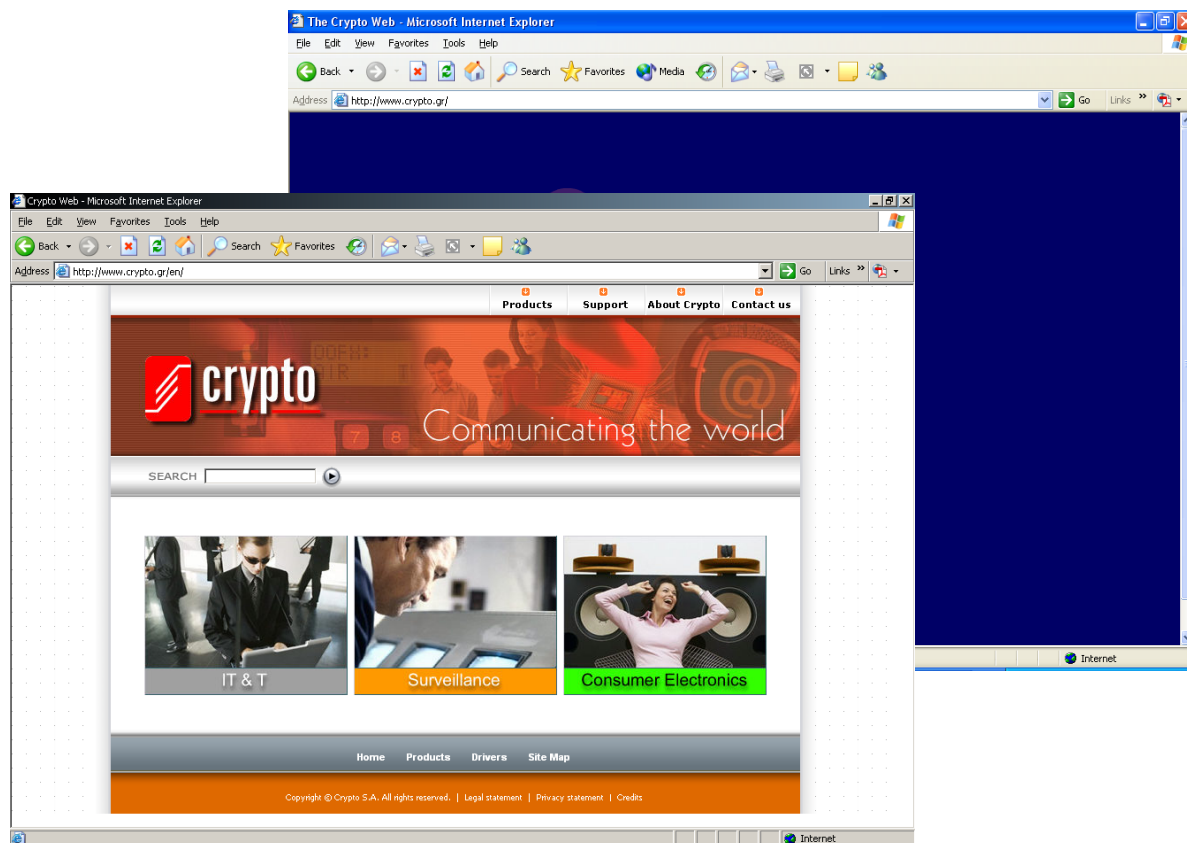 The Crypto Web - Microsoft Internet Explorer
File Edit View Favorites Tools Help
Back Search Favorites Media
Address http://www.crypto.gr/ Go Links »
Crypto Web - Microsoft Internet Explorer
File Edit View Favorites Tools Help
Back Search Favorites
Address http://www.crypto.gr/en/ Go Links »
Products Support About Crypto Contact us
OOFH:
crypto
7 8
@
Communicating the world
SEARCH
IT & T Surveillance Consumer Electronics
Home Products Drivers Site Map
Copyright © Crypto S.A. All rights reserved. | Legal statement | Privacy statement | Credits
Internet
Internet